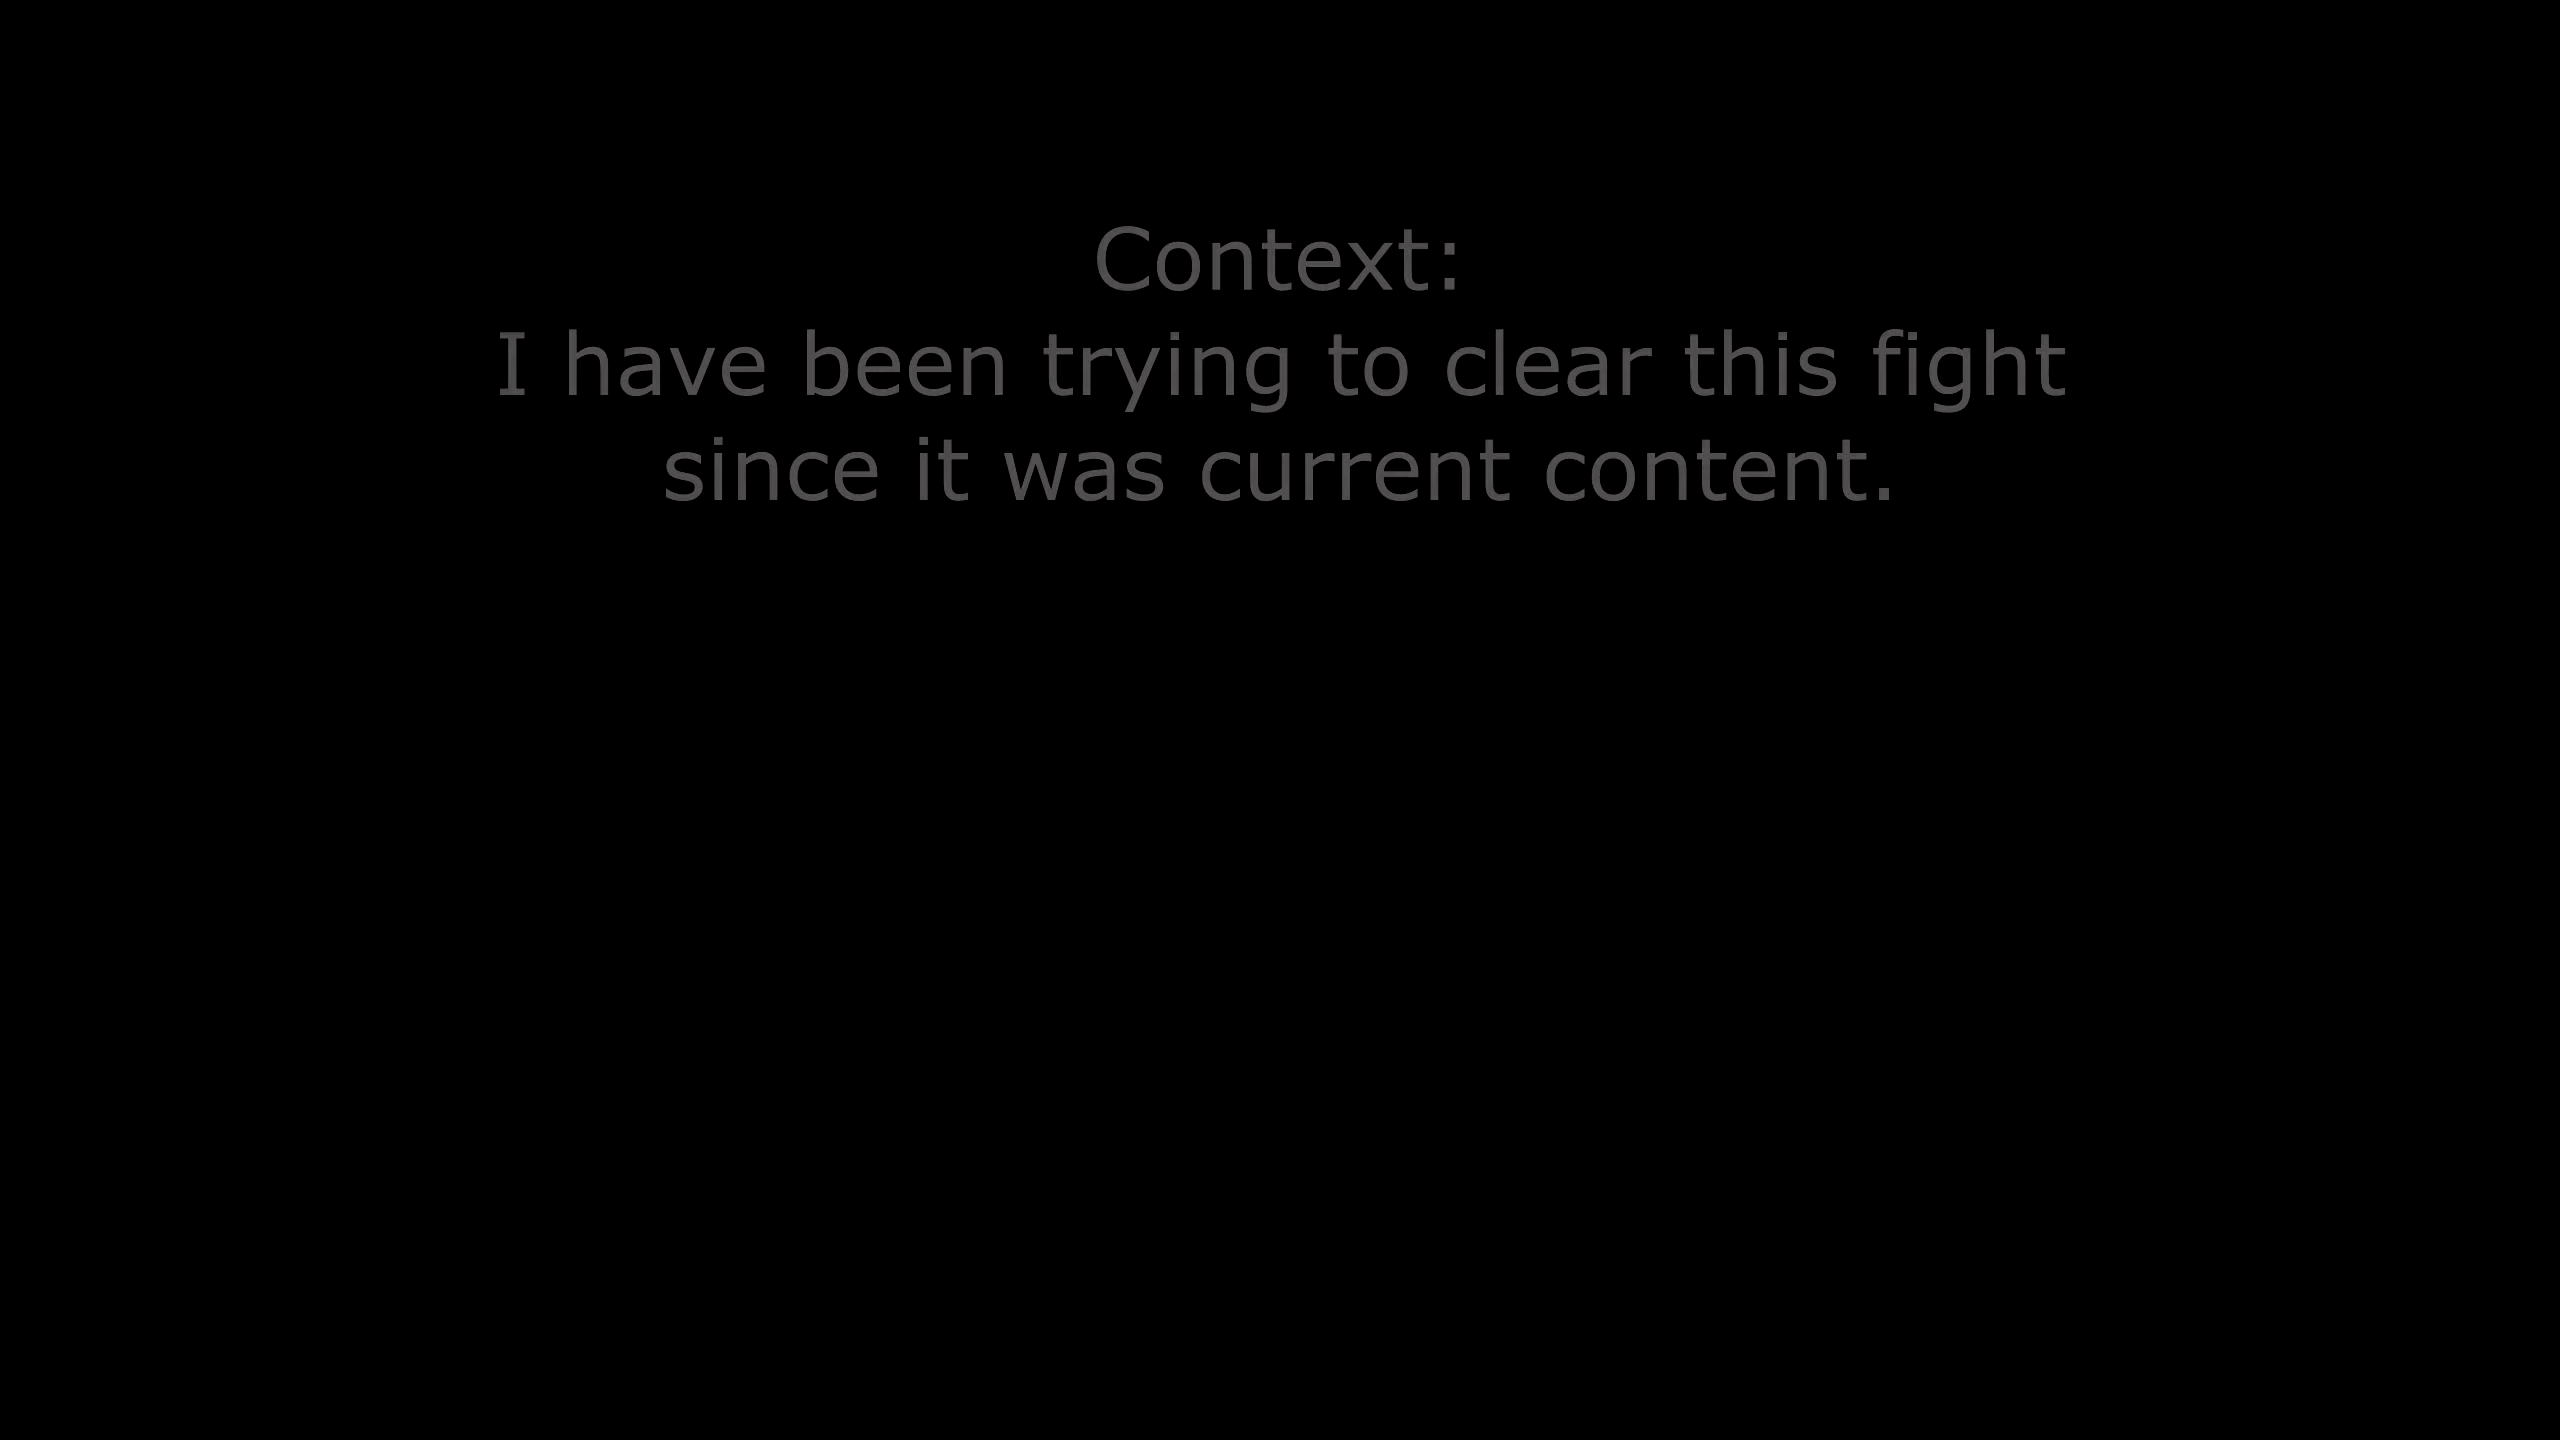 Context:
I have been trying to clear this fight
since it was current content.